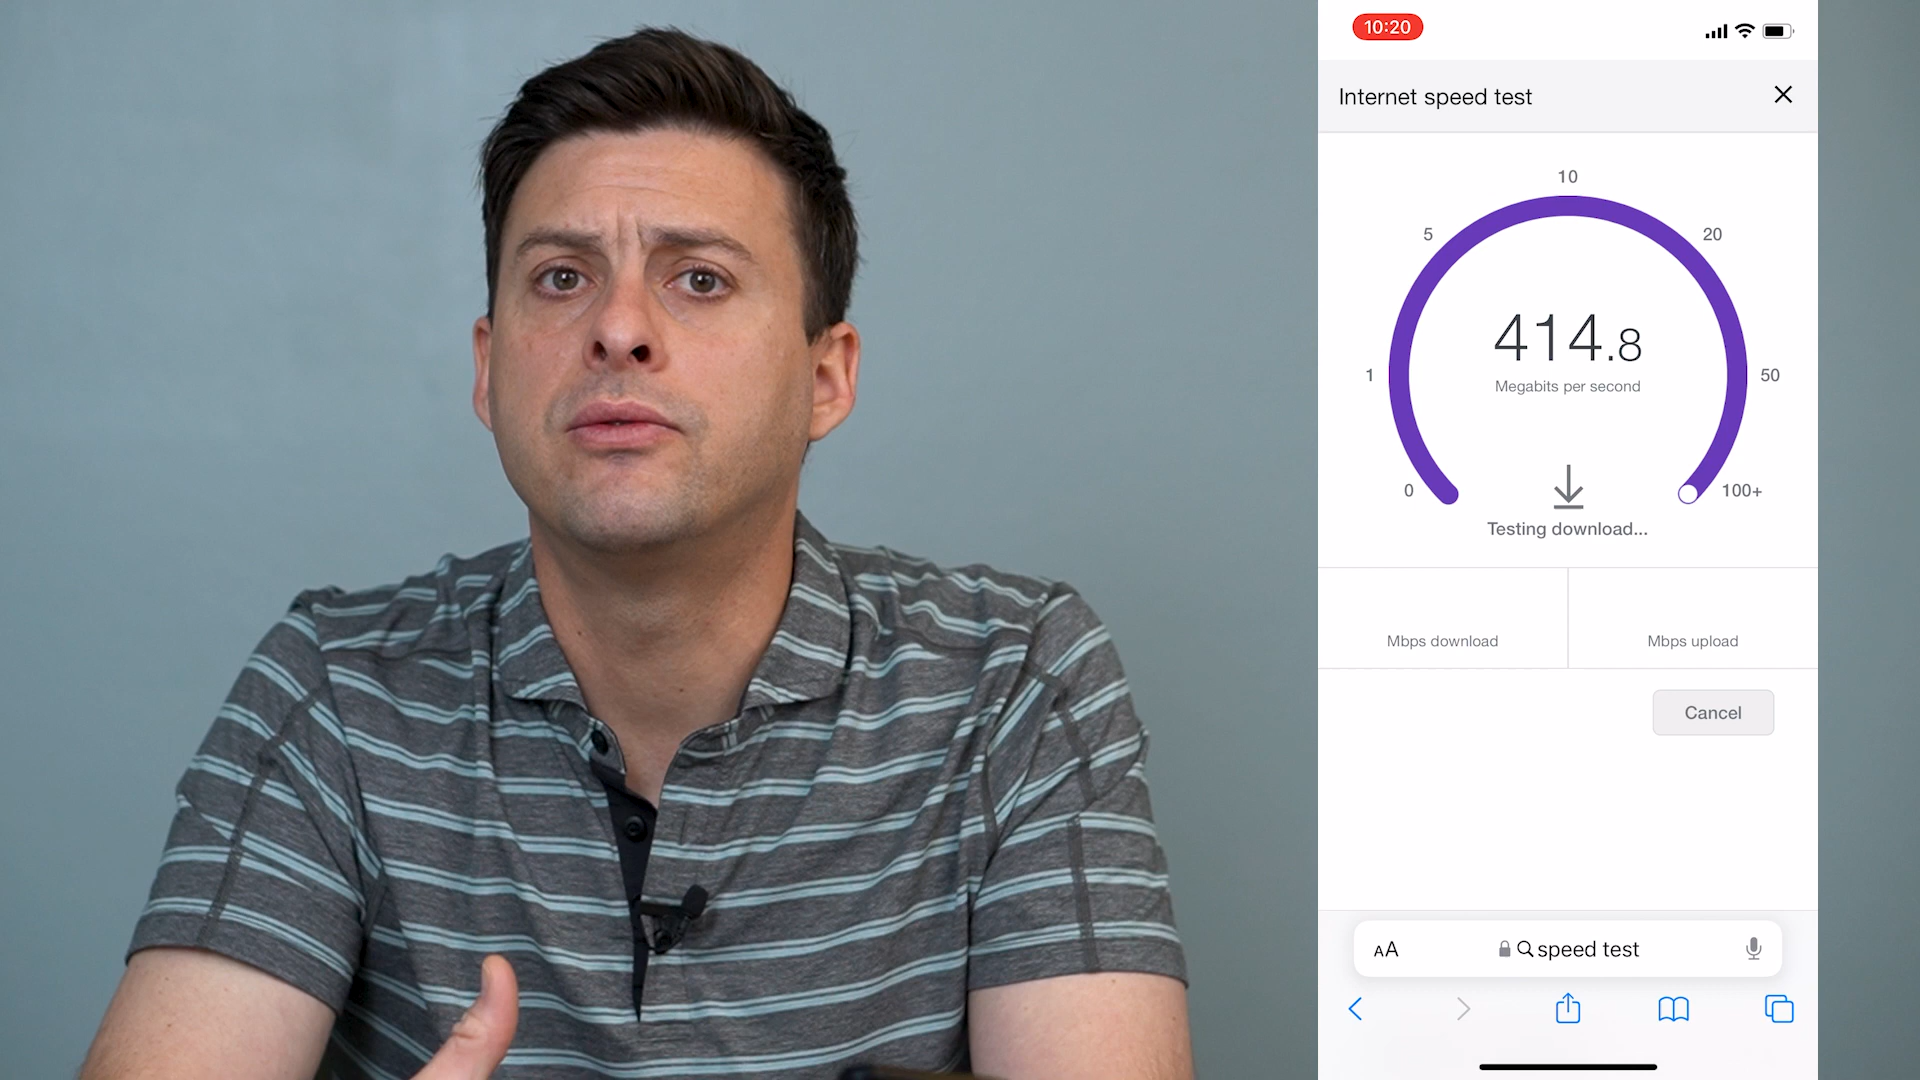 10:20
Internet speed test
10
5
20
414.8
Megabits per second
1
50
0
100+
Testing download...
Mbps download
Mbps upload
Cancel
AA
speed test